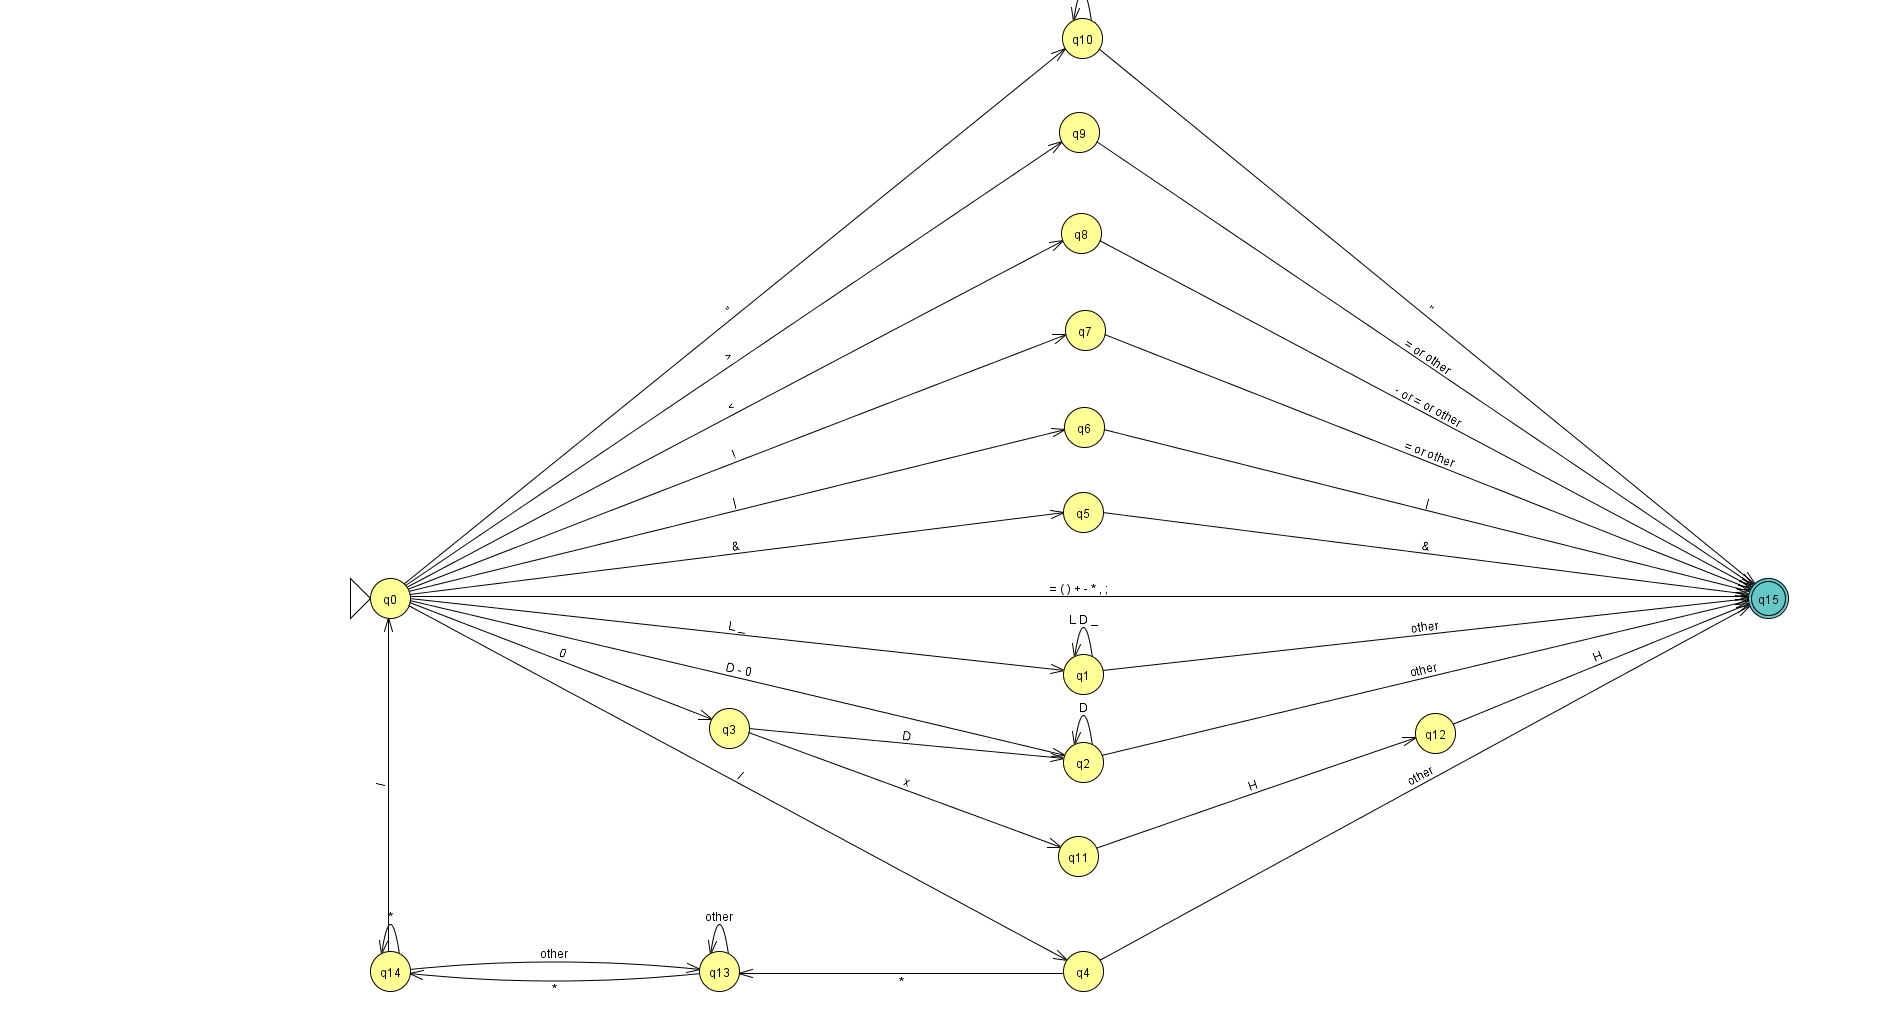 q10
q9
q8
"
"
>
= or other
q7
<
- or = or other
q6
!
= or other
|
|
q5
&
&
q0
= ( ) + - * , ;
q15
L _
L D _
other
0
D - 0
q1
other
H
D
q3
D
q2
q12
/
/
x
H
other
q11
*
other
q14
other
*
q13
*
q4